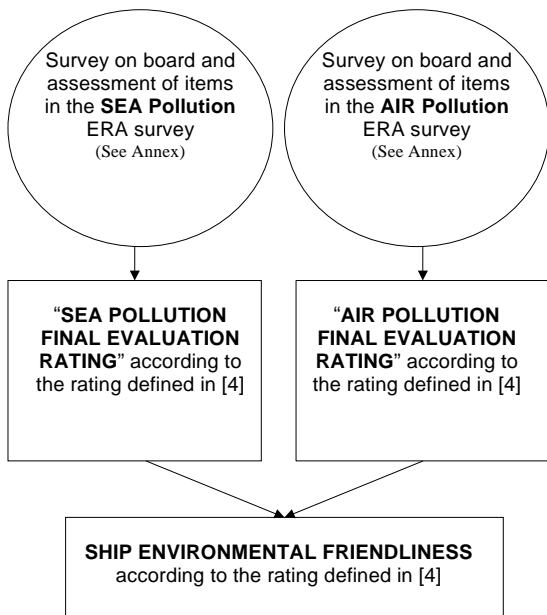 Survey on board and
assessment of items
in the SEA Pollution
ERA survey
(See Annex)
Survey on board and
assessment of items
in the AIR Pollution
ERA survey
(See Annex)
“SEA POLLUTION
FINAL EVALUATION
RATING” according to
the rating defined in [4]
“AIR POLLUTION
FINAL EVALUATION
RATING” according to
the rating defined in [4]
SHIP ENVIRONMENTAL FRIENDLINESS
according to the rating defined in [4]